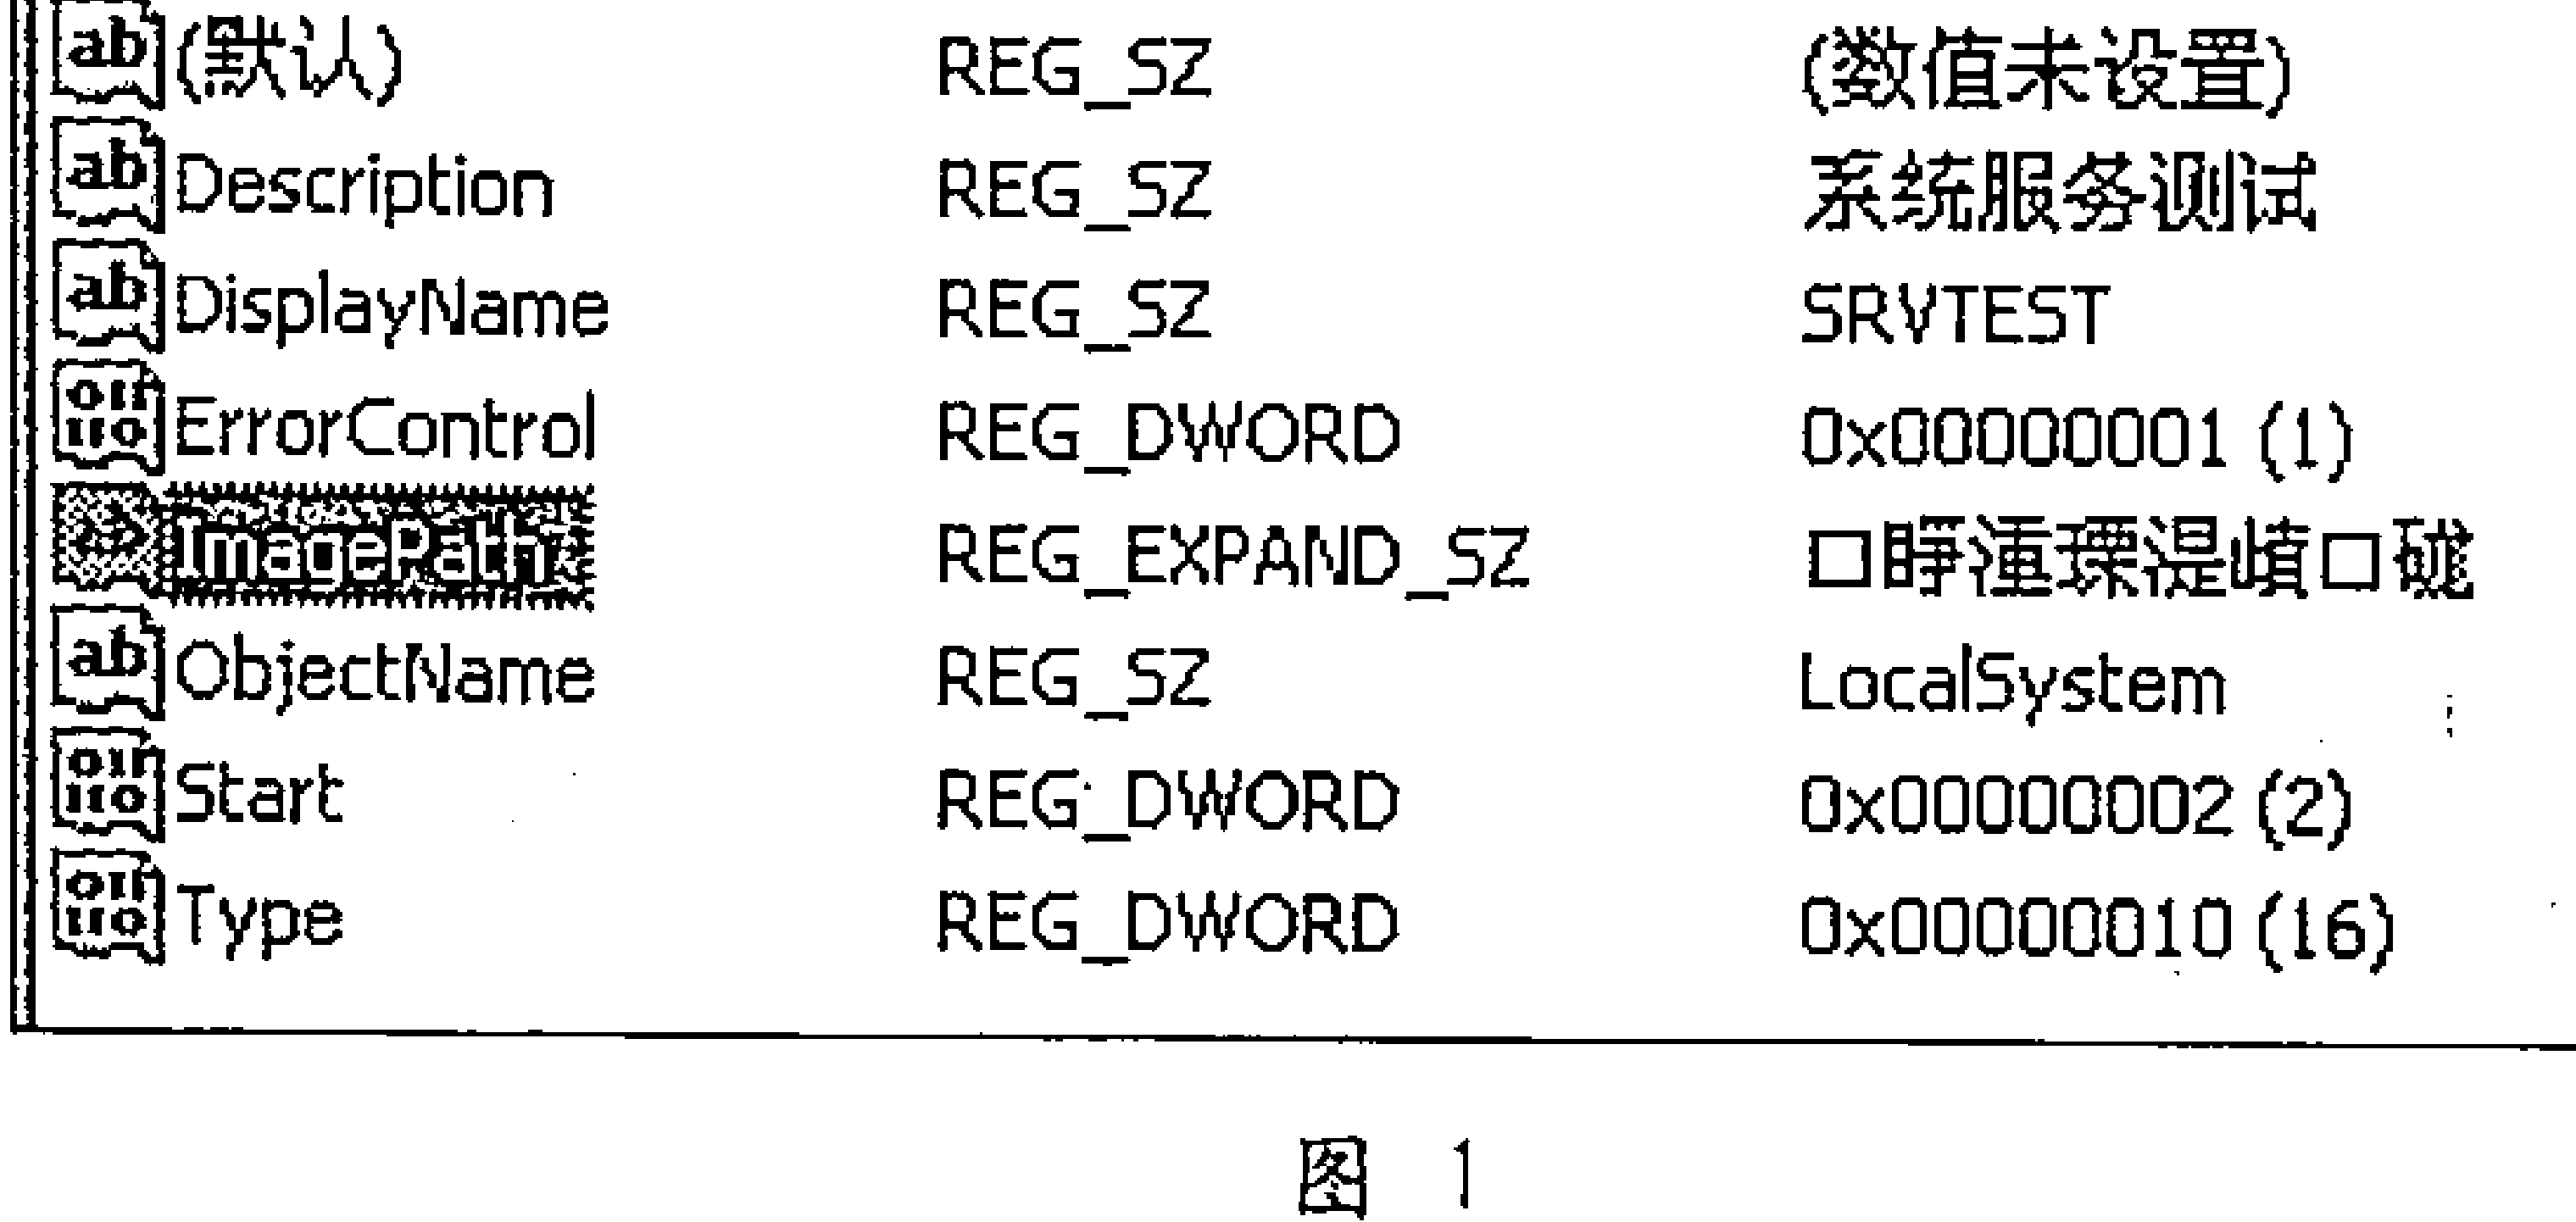 (默认) REG_SZ (数值未设置)
Description REG_SZ 系统服务测试
DisplayName REG_SZ SRVTEST
ErrorControl REG_DWORD 0x00000001 (1)
ImagePath REG_EXPAND_SZ
ObjectName REG_SZ LocalSystem
Start REG_DWORD 0x00000002 (2)
Type REG_DWORD 0x00000010 (16)
图 1